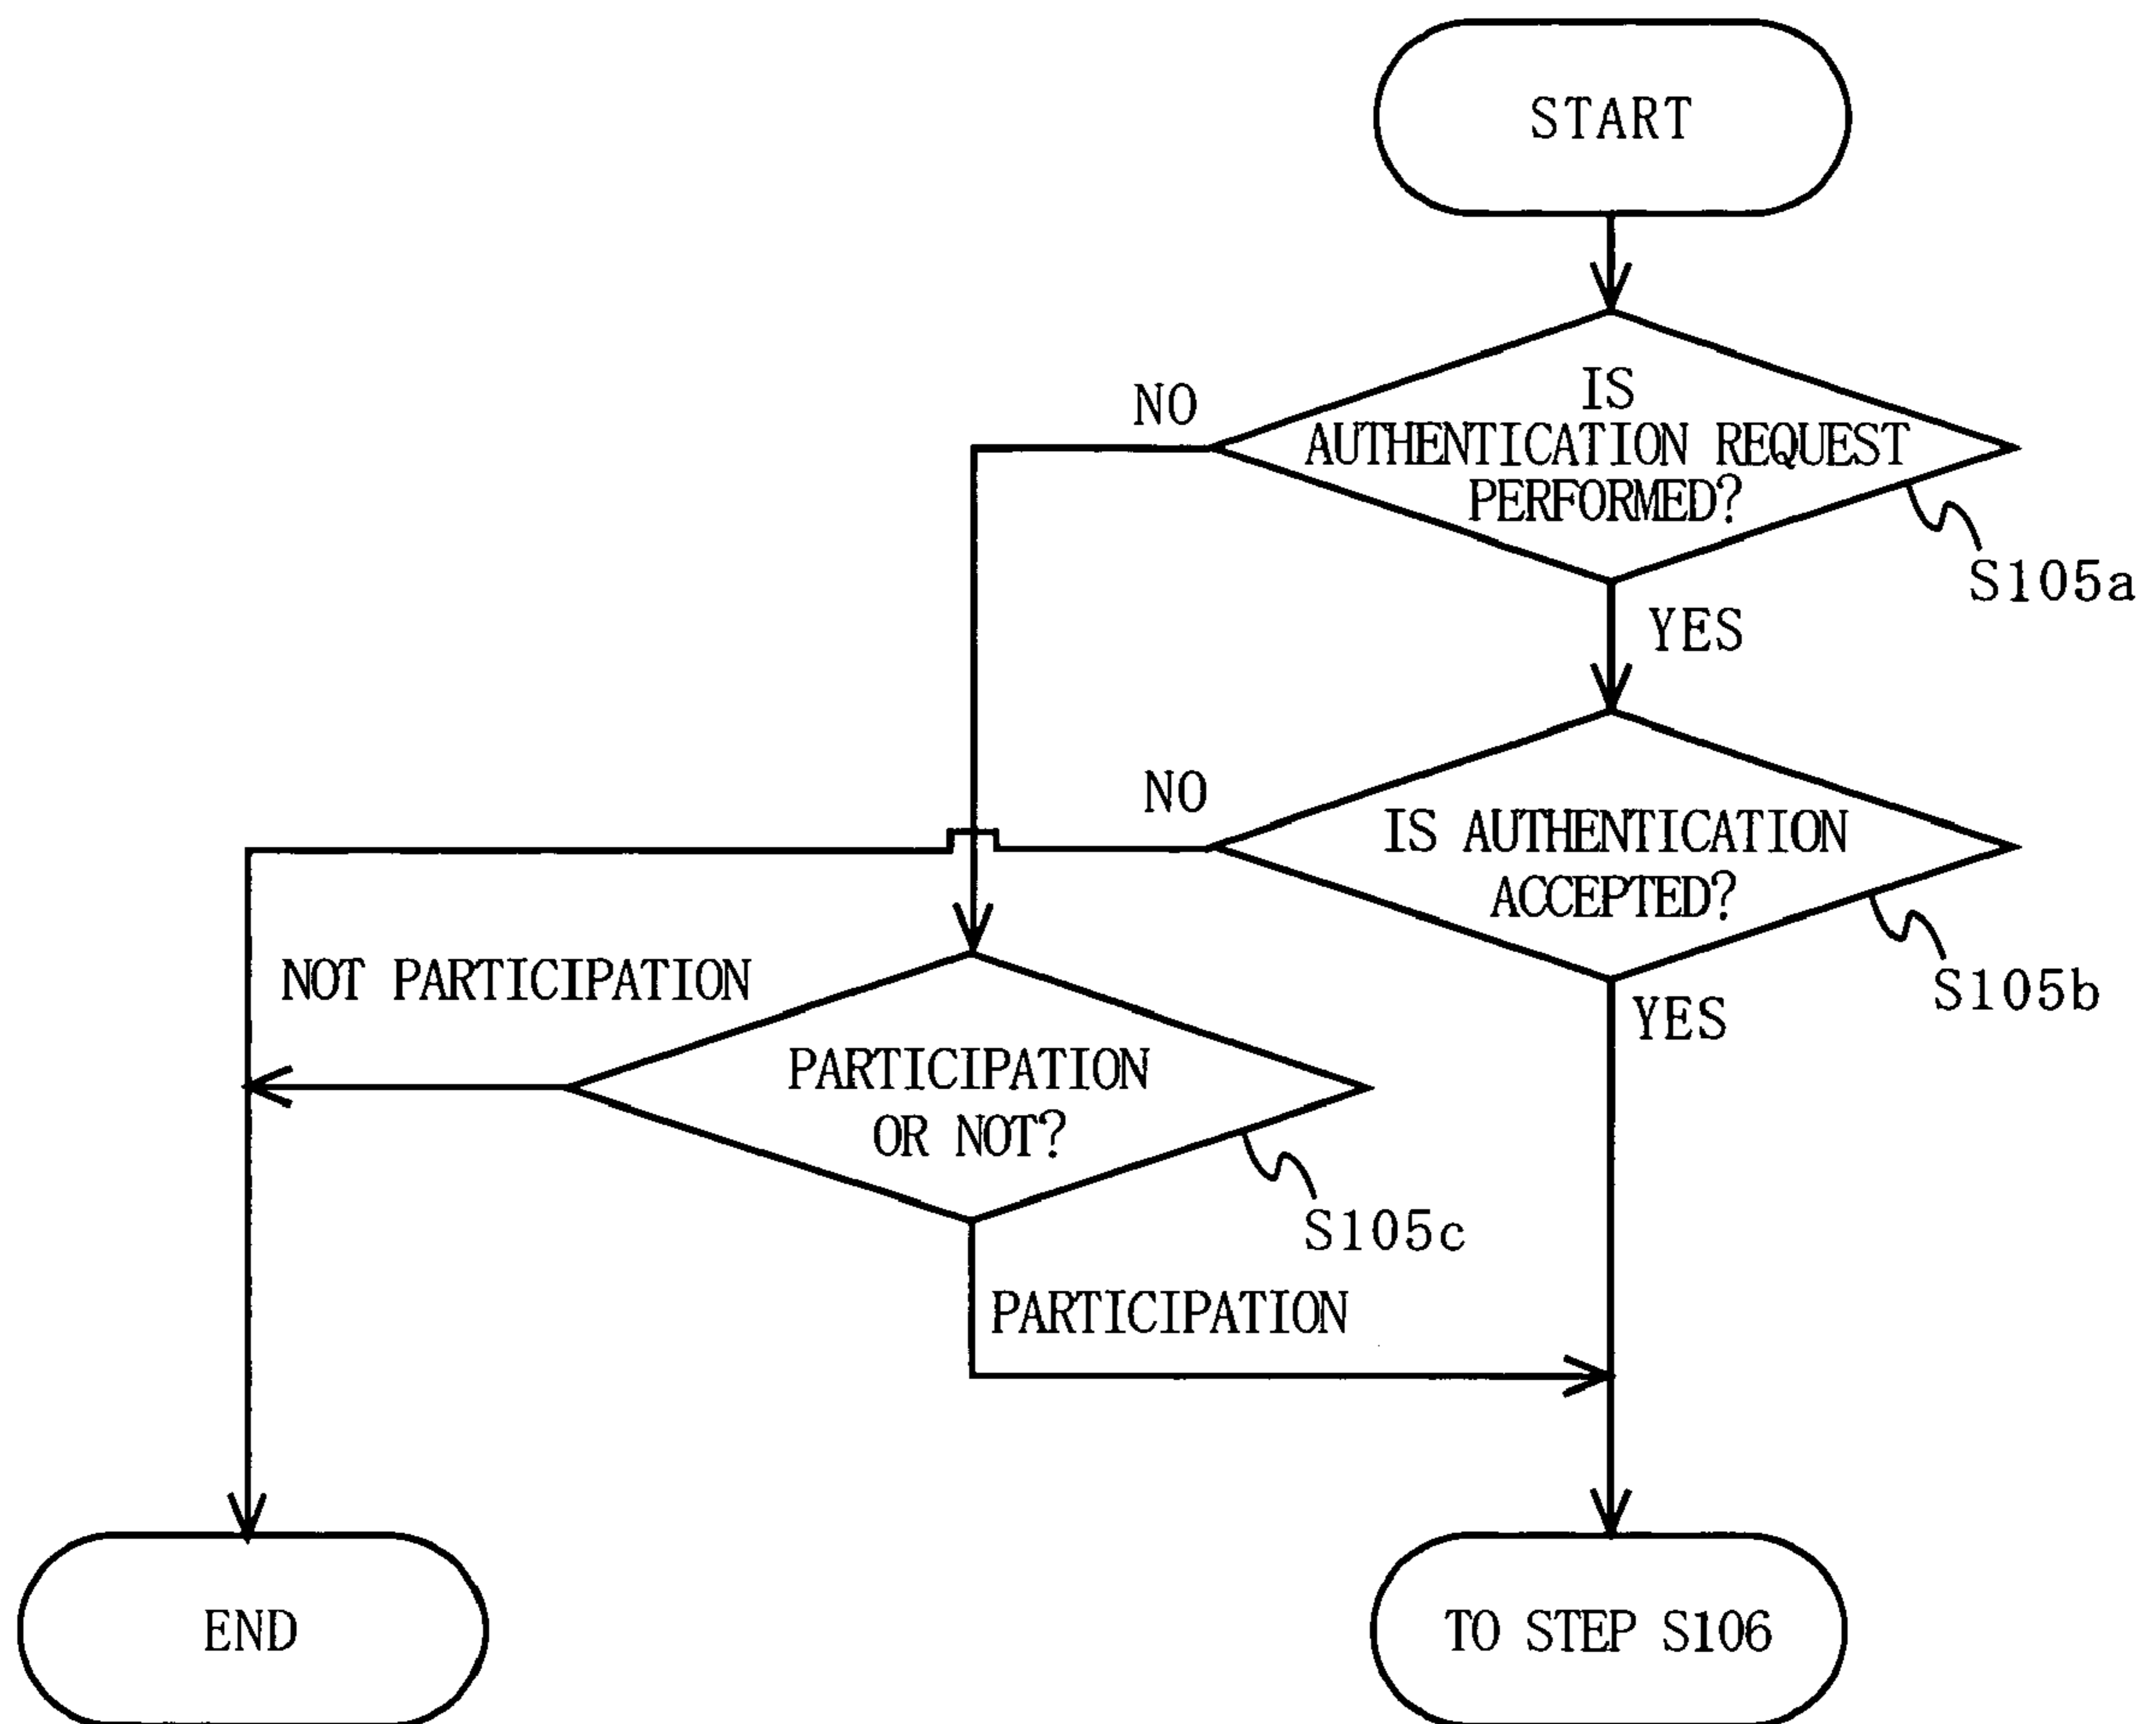 START
NO
IS
AUTHENTICATION REQUEST
PERFORMED?
S105a
YES
NO
IS AUTHENTICATION
ACCEPTED?
S105b
YES
NOT PARTICIPATION
PARTICIPATION
OR NOT?
S105c
PARTICIPATION
END
TO STEP S106